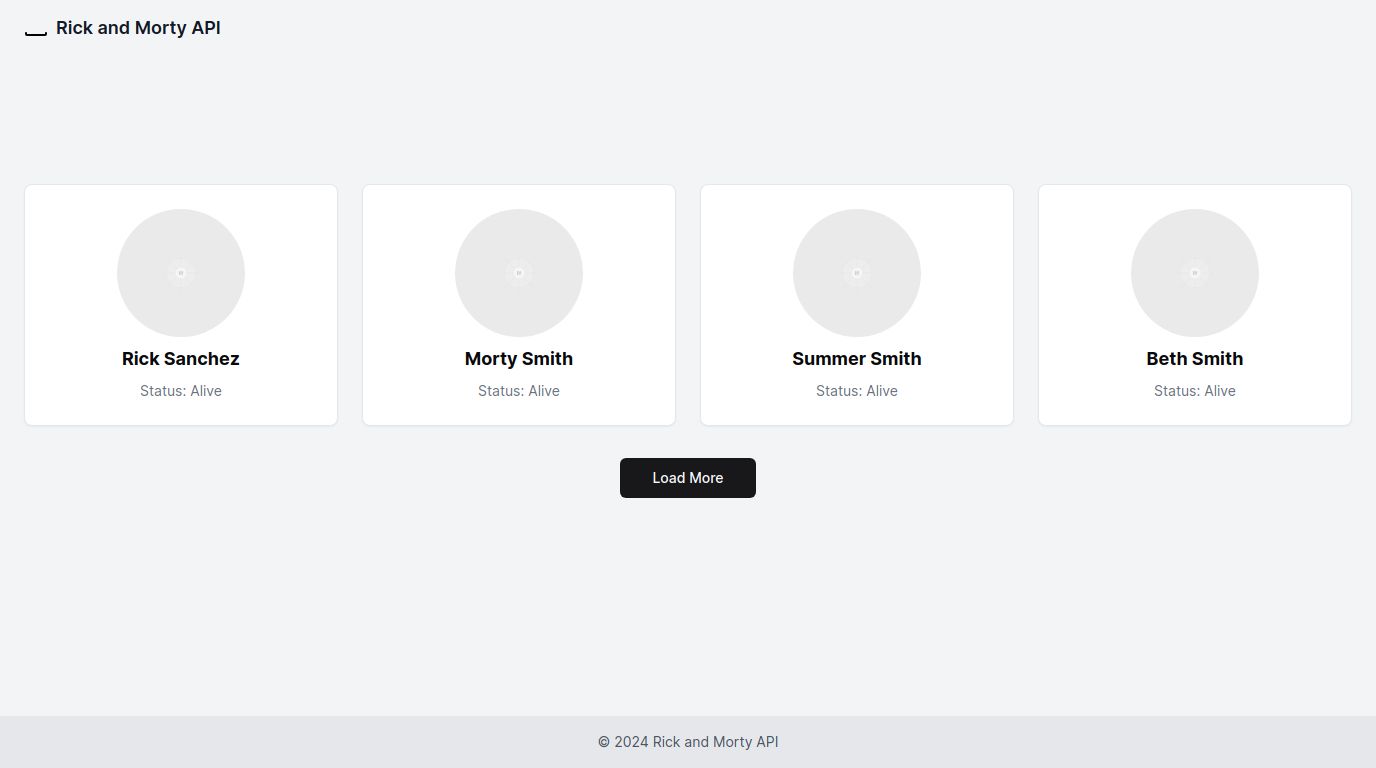 Rick and Morty API
Rick Sanchez
Status: Alive
Morty Smith
Status: Alive
Summer Smith
Status: Alive
Beth Smith
Status: Alive
Load More
© 2024 Rick and Morty API